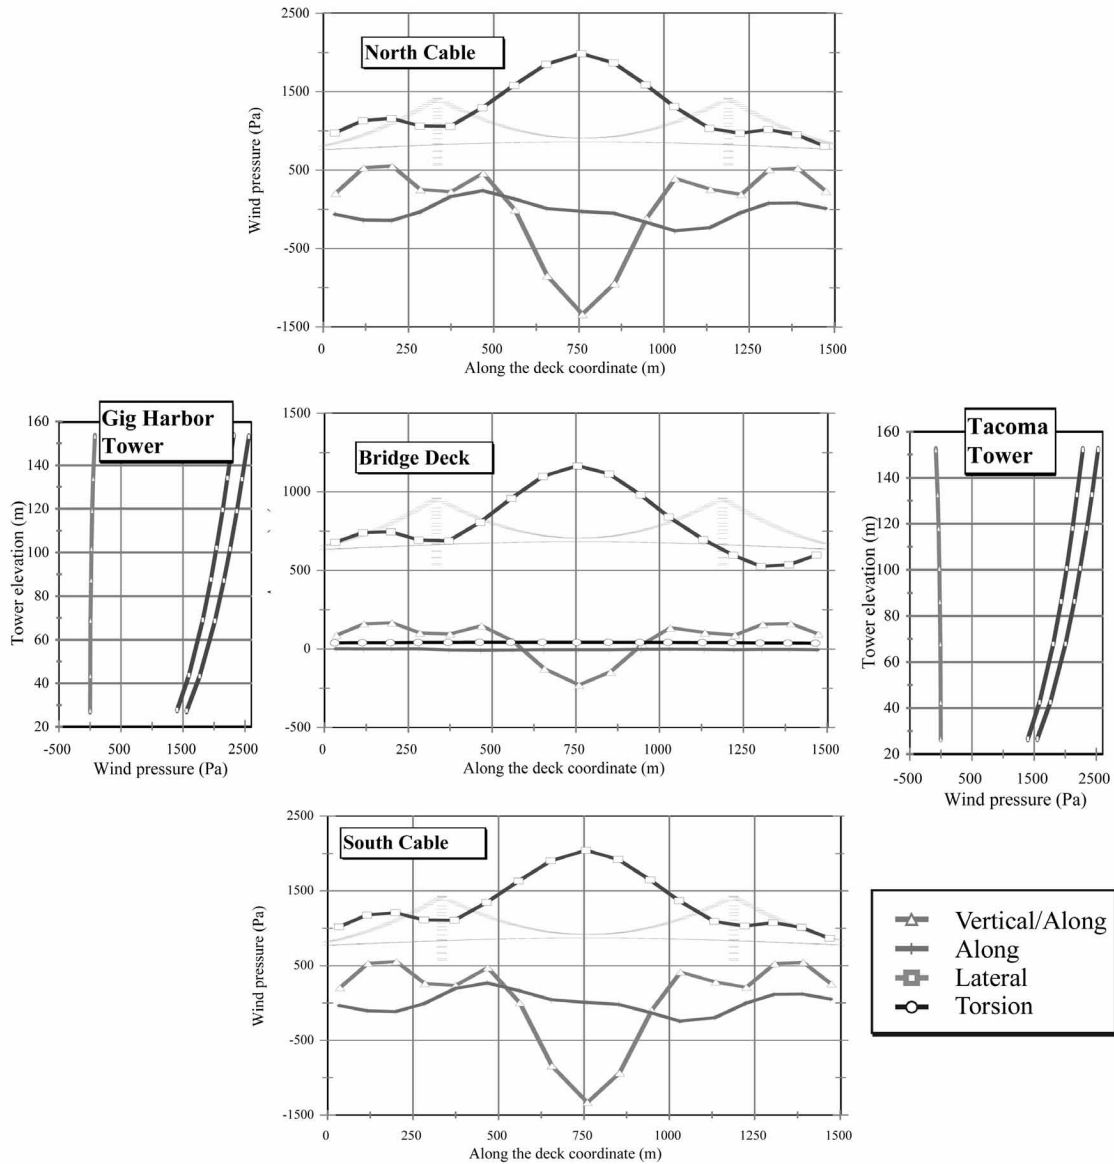 2500
1500
500
-500
-1500
Wind pressure (Pa)
North Cable
0 250 500 750 1000 1250 1500
Along the deck coordinate (m)
Gig Harbor
Tower
160
140
120
100
80
60
40
20
Tower elevation (m)
-500 500 1500 2500
Wind pressure (Pa)
1500
1000
500
0
-500
Bridge Deck
0 250 500 750 1000 1250 1500
Along the deck coordinate (m)
Tacoma
Tower
160
140
120
100
80
60
40
20
Tower elevation (m)
-500 500 1500 2500
Wind pressure (Pa)
2500
1500
500
-500
-1500
Wind pressure (Pa)
South Cable
0 250 500 750 1000 1250 1500
Along the deck coordinate (m)
Vertical/Along
Along
Lateral
Torsion